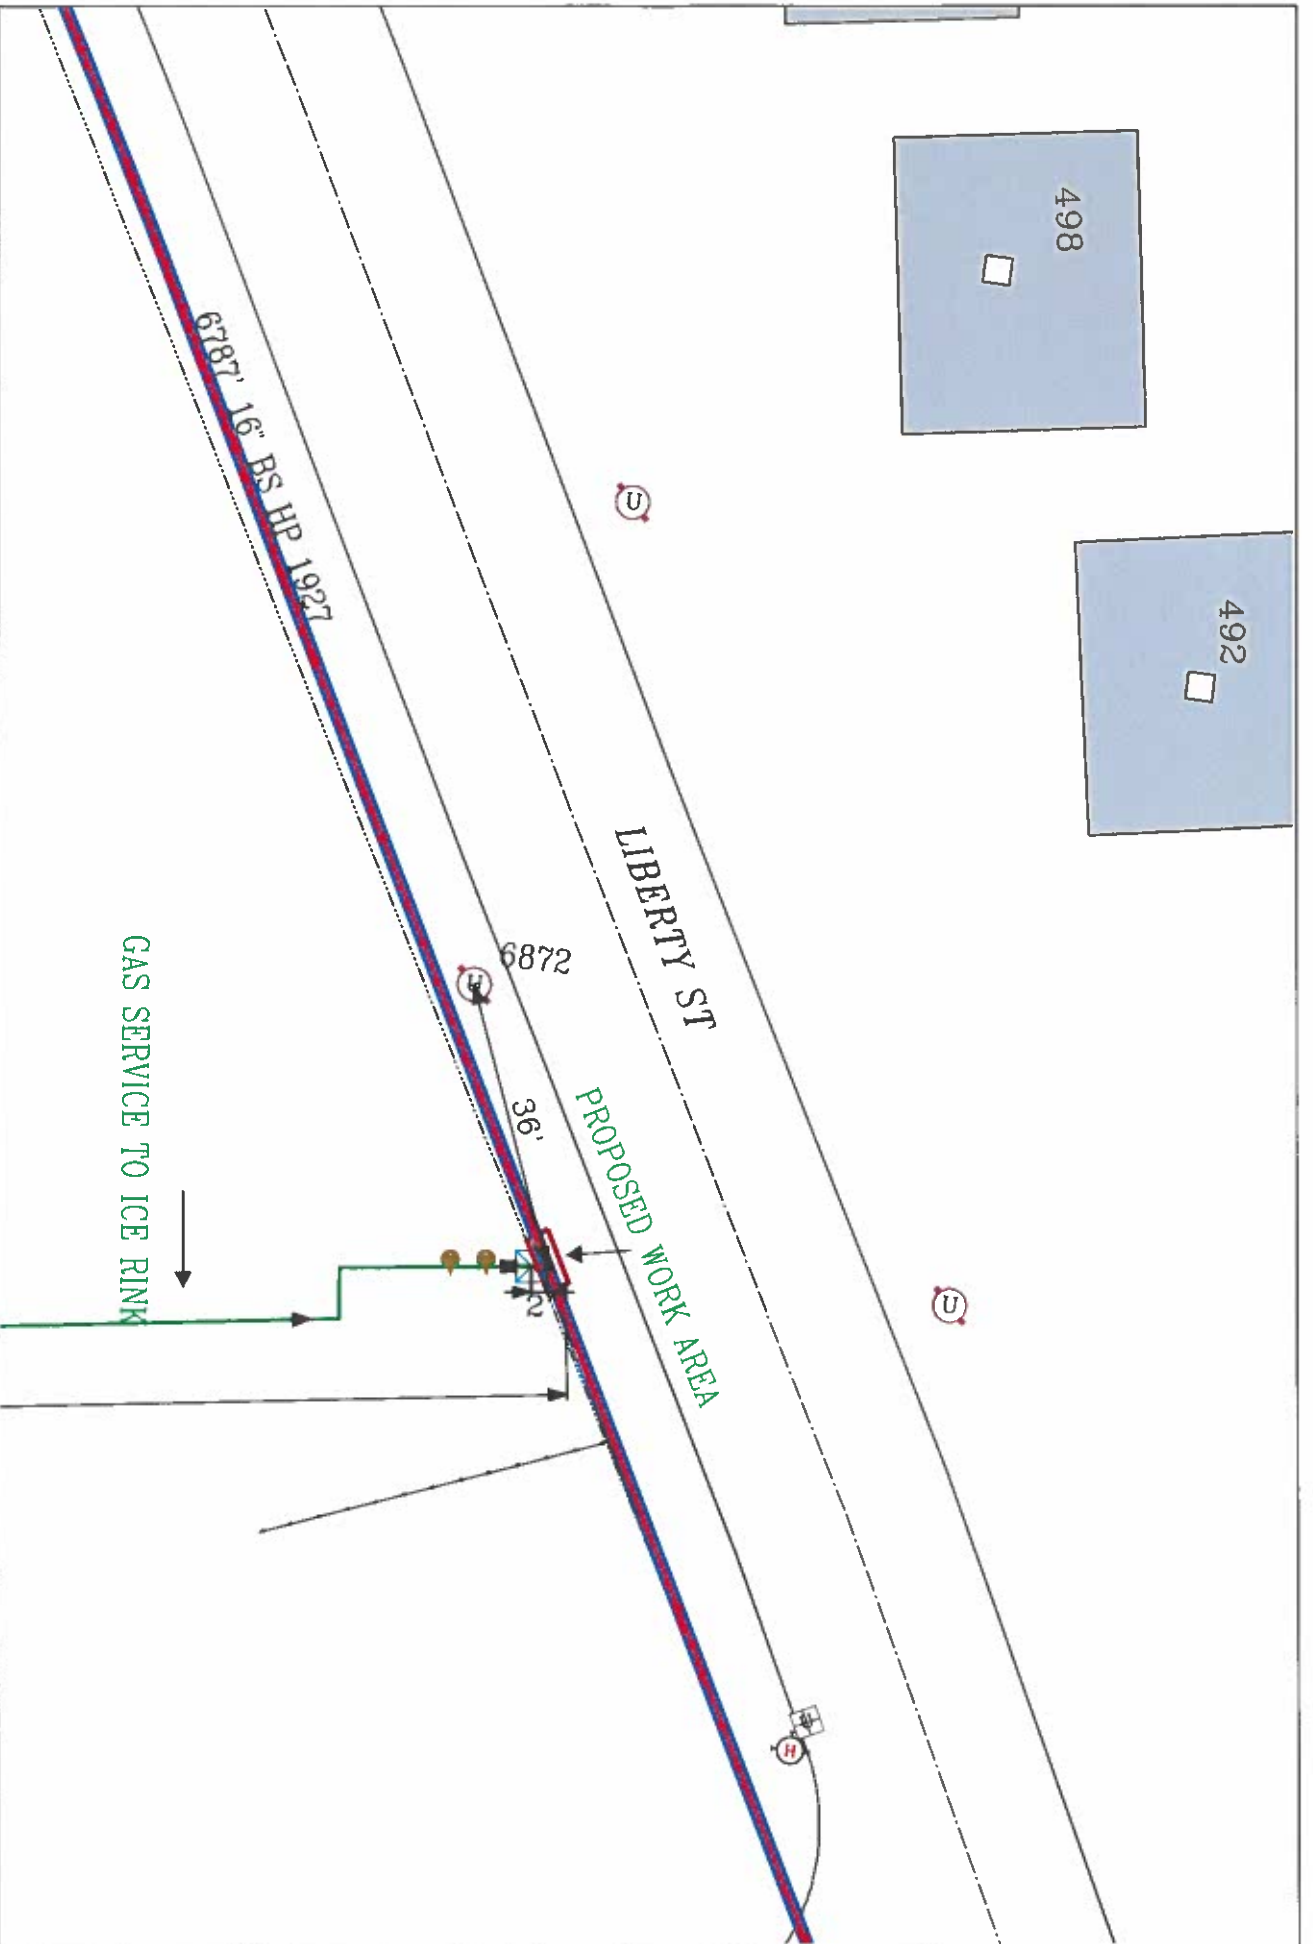 498
492
U
6787' 16" BS HP 1927
LIBERTY ST
6872
U
36'
PROPOSED WORK AREA
GAS SERVICE TO ICE RINK
2'
U
H